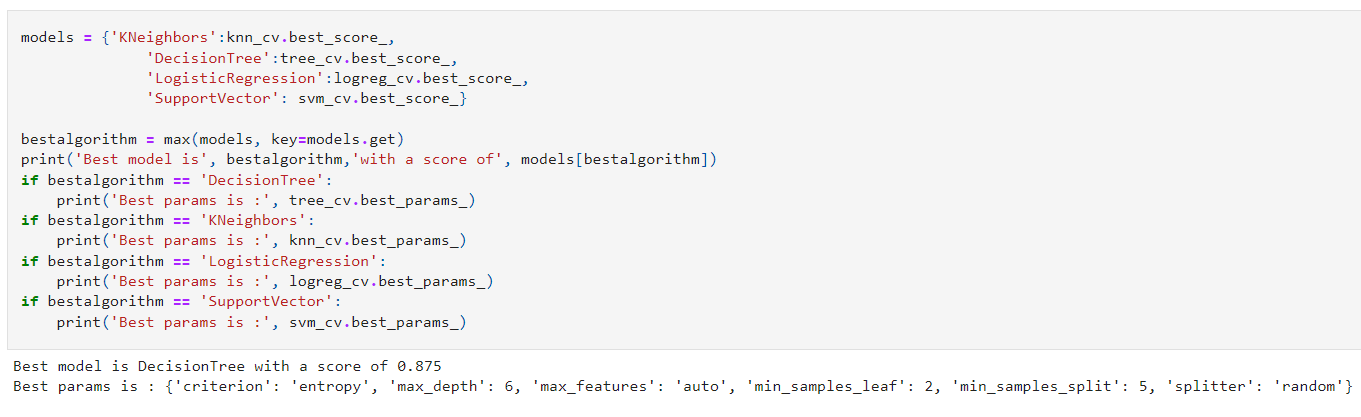 models = {'KNeighbors':knn_cv.best_score_,
              'DecisionTree':tree_cv.best_score_,
              'LogisticRegression':logreg_cv.best_score_,
              'SupportVector': svm_cv.best_score_}

bestalgorithm = max(models, key=models.get)
print('Best model is', bestalgorithm,'with a score of', models[bestalgorithm])
if bestalgorithm == 'DecisionTree':
    print('Best params is :', tree_cv.best_params_)
if bestalgorithm == 'KNeighbors':
    print('Best params is :', knn_cv.best_params_)
if bestalgorithm == 'LogisticRegression':
    print('Best params is :', logreg_cv.best_params_)
if bestalgorithm == 'SupportVector':
    print('Best params is :', svm_cv.best_params_)
Best model is DecisionTree with a score of 0.875
Best params is : {'criterion': 'entropy', 'max_depth': 6, 'max_features': 'auto', 'min_samples_leaf': 2, 'min_samples_split': 5, 'splitter': 'random'}